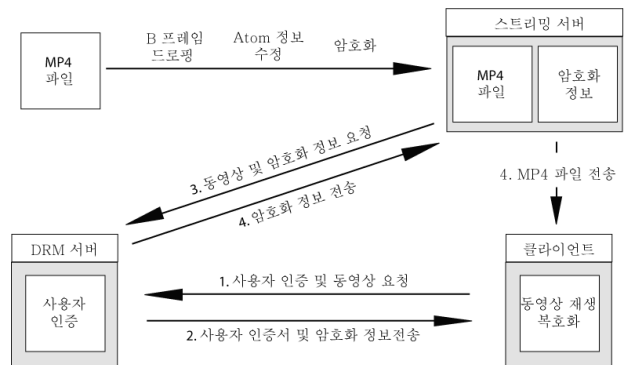 스트리밍 서버
B 프레임
드로핑
Atom 정보
수정
암호화
MP4
파일
MP4
파일
암호화
정보
3. 동영상 및 암호화 정보 요청
4. 암호화 정보 전송
4. MP4 파일 전송
DRM 서버
클라이언트
1. 사용자 인증 및 동영상 요청
사용자
인증
동영상 재생
복호화
2. 사용자 인증서 및 암호화 정보전송